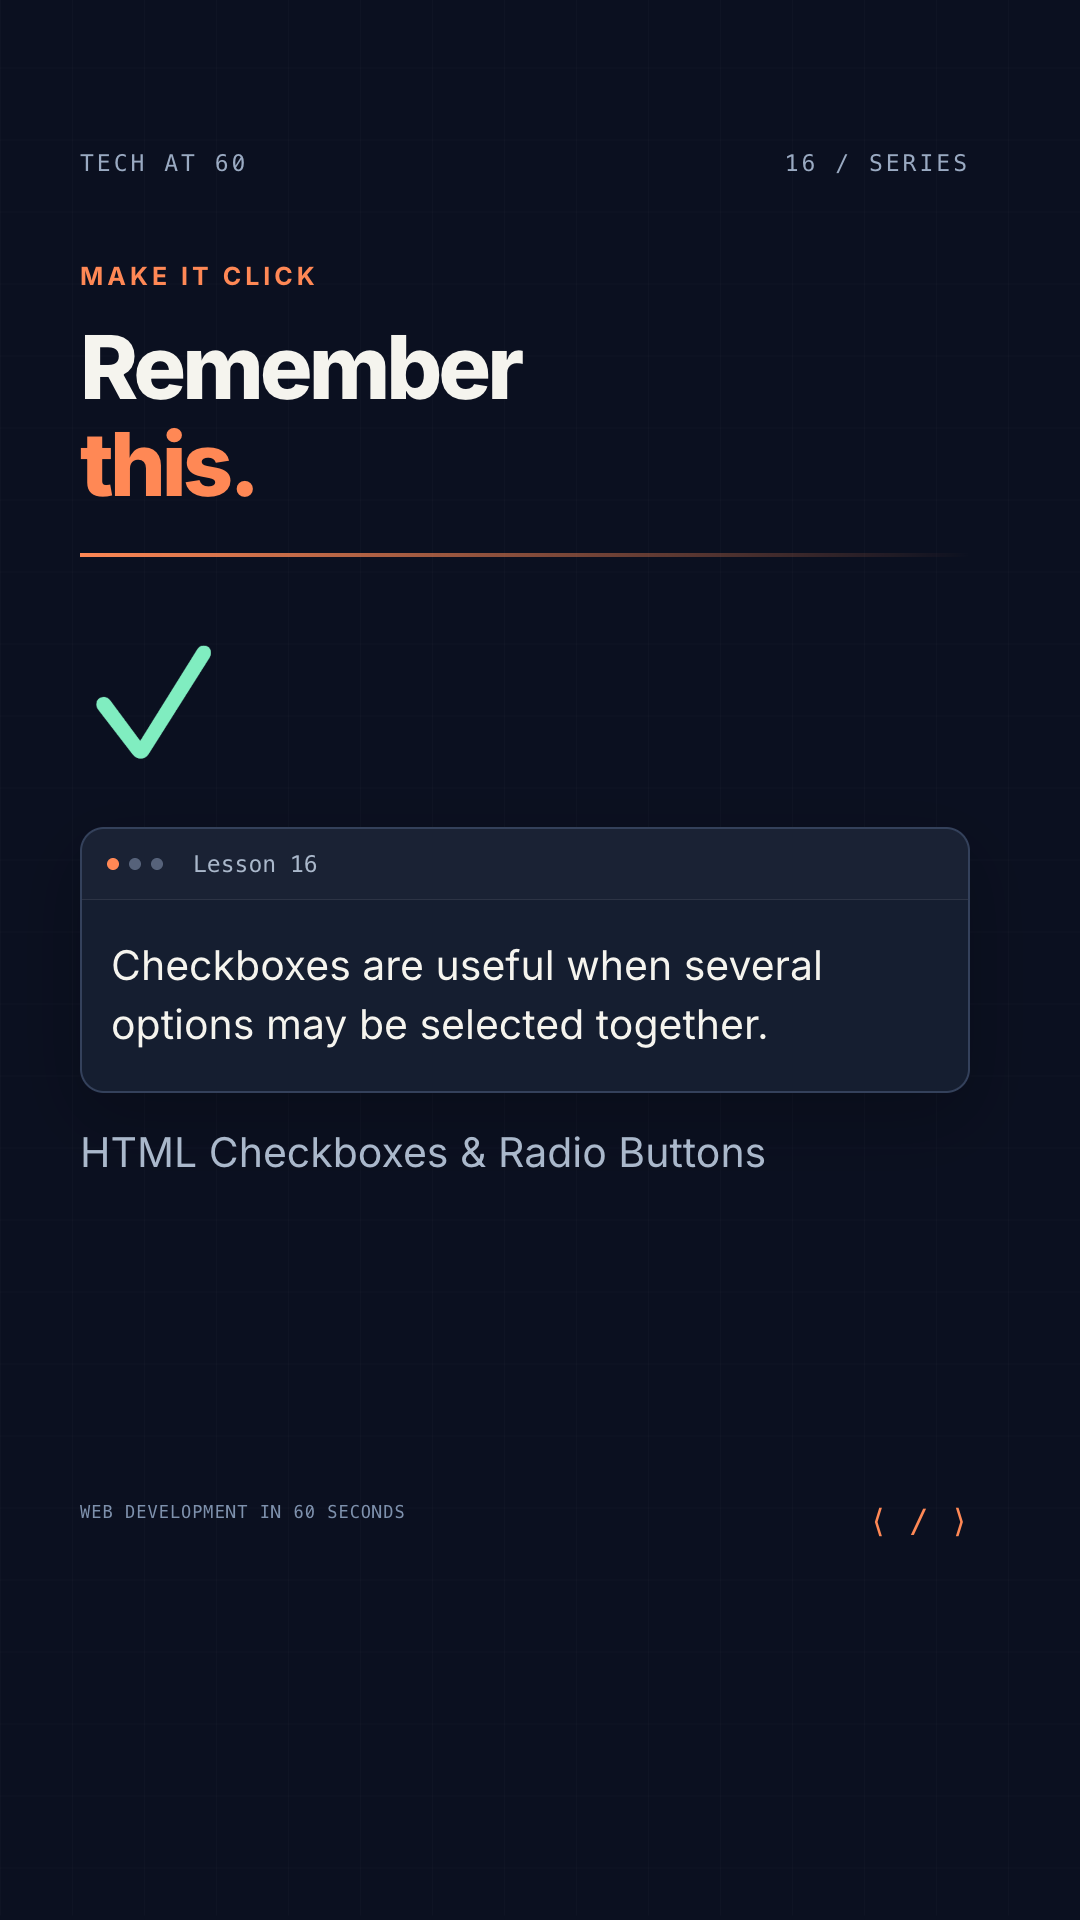 TECH AT 60
16 / SERIES
MAKE IT CLICK
Remember
this.
Lesson 16
Checkboxes are useful when several
options may be selected together.
HTML Checkboxes & Radio Buttons
WEB DEVELOPMENT IN 60 SECONDS
⟨ / ⟩